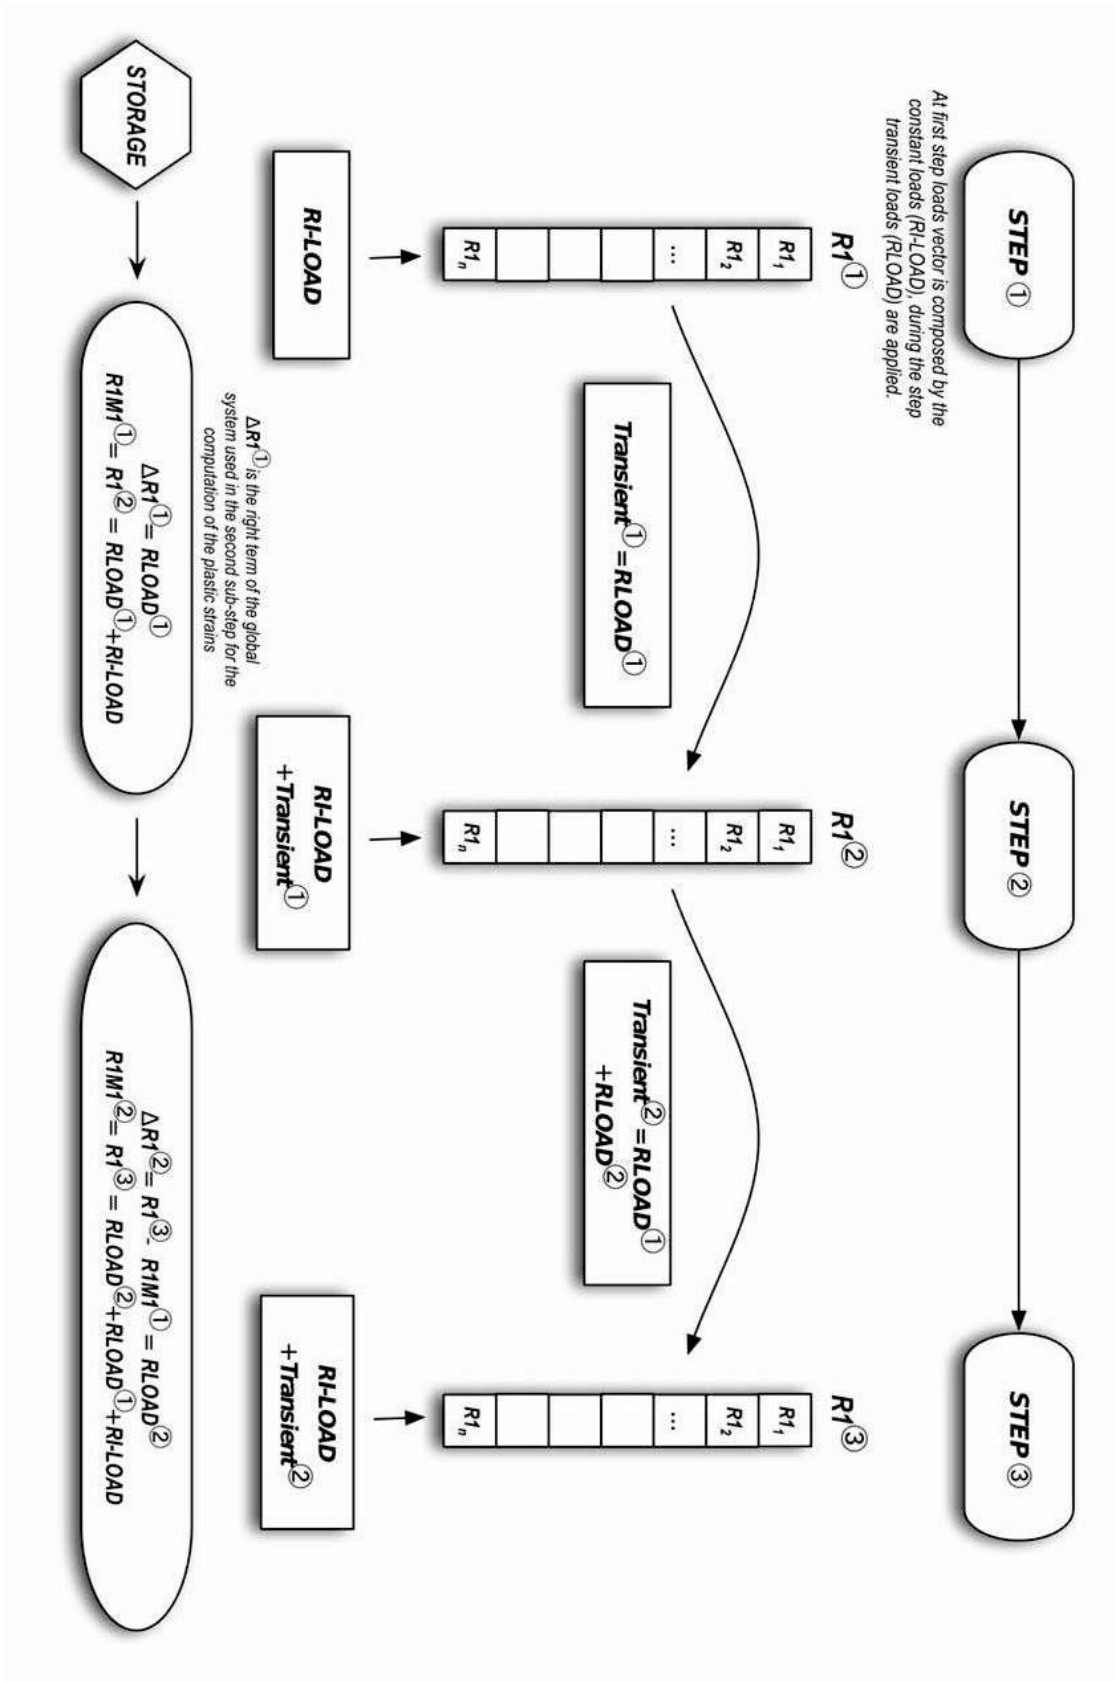 STEP ①
STEP ②
STEP ③
At first step loads vector is composed by the
constant loads (RI-LOAD), during the step
transient loads (RLOAD) are applied.
R1①
R1₁
R1₂
...
R1ₙ
R1②
R1₁
R1₂
...
R1ₙ
R1③
R1₁
R1₂
...
R1ₙ
Transient①=RLOAD①
Transient②=RLOAD①
+RLOAD②
RI-LOAD
RI-LOAD
+Transient①
RI-LOAD
+Transient②
ΔR1① is the right term of the global
system used in the second sub-step for the
computation of the plastic strains
STORAGE
ΔR1①= RLOAD①
R1M1①= R1② = RLOAD①+RI-LOAD
ΔR1②= R1③- R1M1① = RLOAD②
R1M1②= R1③ = RLOAD②+RLOAD①+RI-LOAD